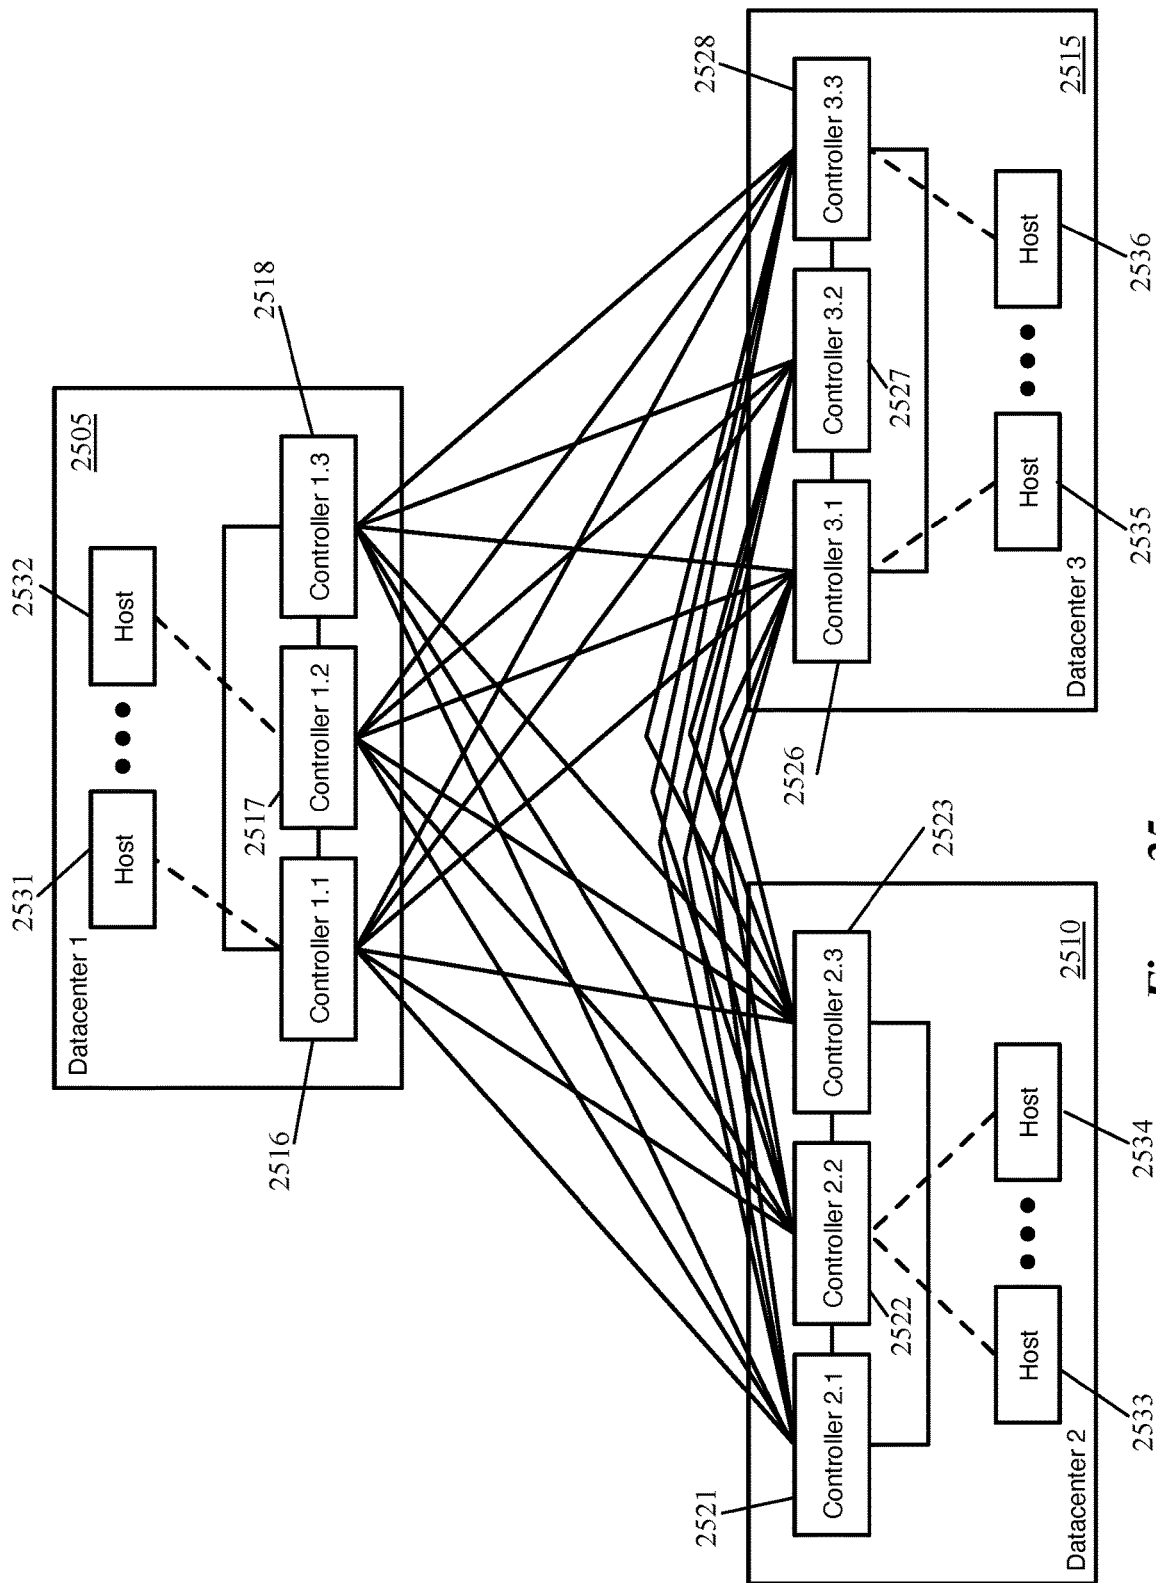 Datacenter 1
2505
2531
Host
Host
2532
2516
Controller 1.1
2517
Controller 1.2
Controller 1.3
2518
2521
Controller 2.1
2522
Controller 2.2
Controller 2.3
2523
2533
Host
Host
2534
Datacenter 2
2510
2526
Controller 3.1
Controller 3.2
2527
Controller 3.3
2528
2535
Host
Host
2536
Datacenter 3
2515